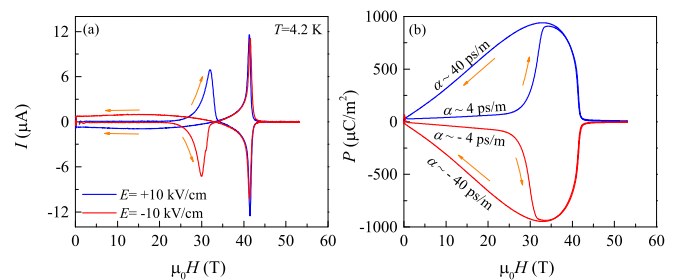 (a)
T=4.2 K
I (μA)
12
6
0
-6
-12
E= +10 kV/cm
E= -10 kV/cm
0 10 20 30 40 50 60
μ0H (T)
(b)
P (μC/m²)
1000
500
0
-500
-1000
α ~ 40 ps/m
α ~ 4 ps/m
α ~ - 4 ps/m
α ~ - 40 ps/m
0 10 20 30 40 50 60
μ0H (T)